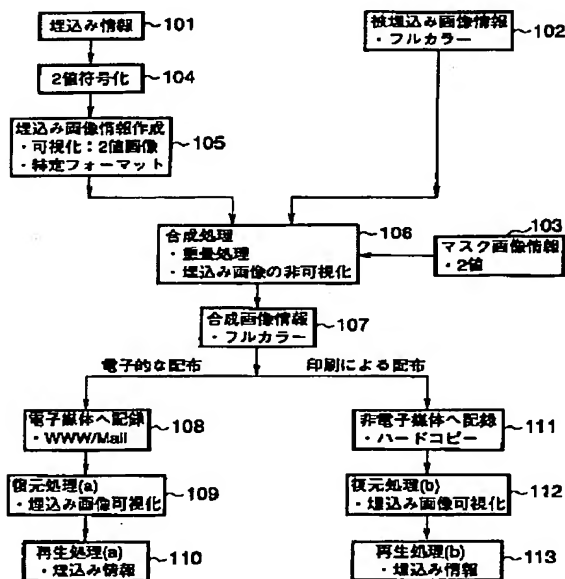 埋込み情報
101
被埋込み画像情報
・フルカラー
102
2値符号化
104
埋込み画像情報作成
・可視化：2値画像
・特定フォーマット
105
合成処理
・重畳処理
・埋込み画像の非可視化
106
103
マスク画像情報
・2値
合成画像情報
・フルカラー
107
電子的な配布
印刷による配布
電子媒体へ記録
・WWW/Mail
108
非電子媒体へ記録
・ハードコピー
111
復元処理(a)
・埋込み画像可視化
109
復元処理(b)
・埋込み画像可視化
112
再生処理(a)
・埋込み情報
110
再生処理(b)
・埋込み情報
113